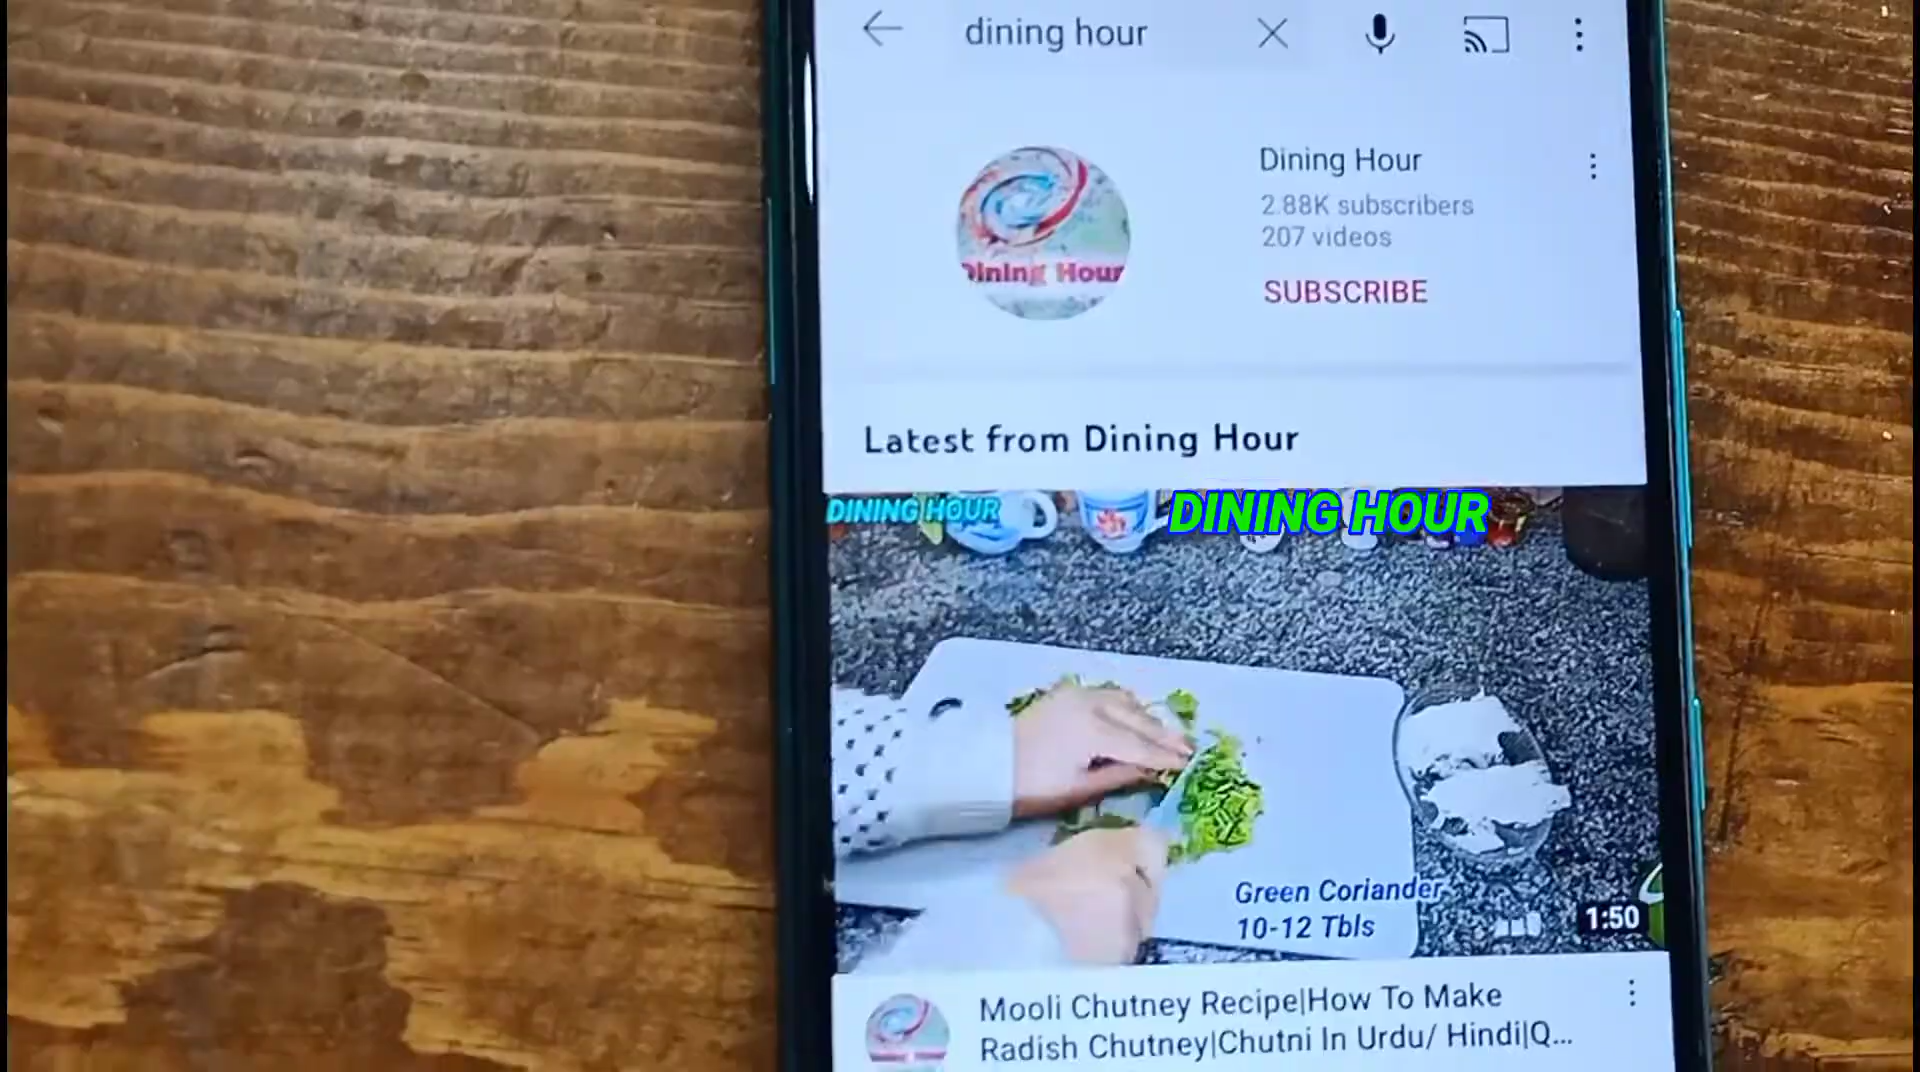 dining hour
Dining Hour
2.88K subscribers
207 videos
Dining Hour
SUBSCRIBE
Latest from Dining Hour
DINING HOUR
DINING HOUR
Green Coriander
10-12 Tbls
1:50
Mooli Chutney Recipe|How To Make
Radish Chutney|Chutni In Urdu/ Hindi|Q...